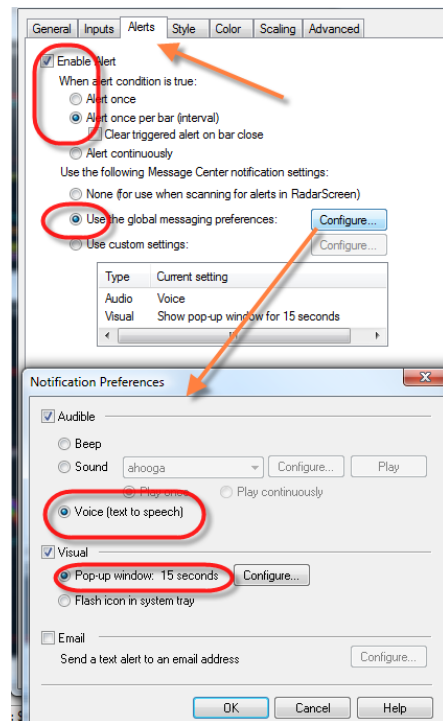 General Inputs Alerts Style Color Scaling Advanced
Enable Alert
When alert condition is true:
Alert once
Alert once per bar (interval)
Clear triggered alert on bar close
Alert continuously
Use the following Message Center notification settings:
None (for use when scanning for alerts in RadarScreen)
Use the global messaging preferences: Configure...
Use custom settings: Configure...
Type Current setting
Audio Voice
Visual Show pop-up window for 15 seconds
Notification Preferences
Audible
Beep
Sound ahooga Configure... Play
Play once Play continuously
Voice (text to speech)
Visual
Pop-up window: 15 seconds Configure...
Flash icon in system tray
Email
Send a text alert to an email address Configure...
OK Cancel Help